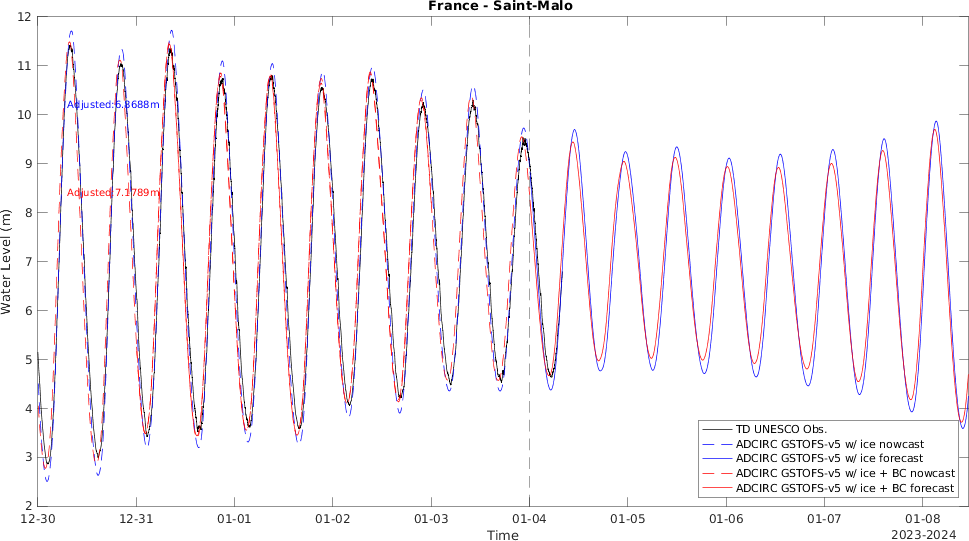 France - Saint-Malo
12
11
10
9
8
7
6
5
4
3
2
Water Level (m)
Adjusted:6.8688m
Adjusted:7.1789m
TD UNESCO Obs.
ADCIRC GSTOFS-v5 w/ ice nowcast
ADCIRC GSTOFS-v5 w/ ice forecast
ADCIRC GSTOFS-v5 w/ ice + BC nowcast
ADCIRC GSTOFS-v5 w/ ice + BC forecast
12-30 12-31 01-01 01-02 01-03 01-04 01-05 01-06 01-07 01-08
Time
2023-2024